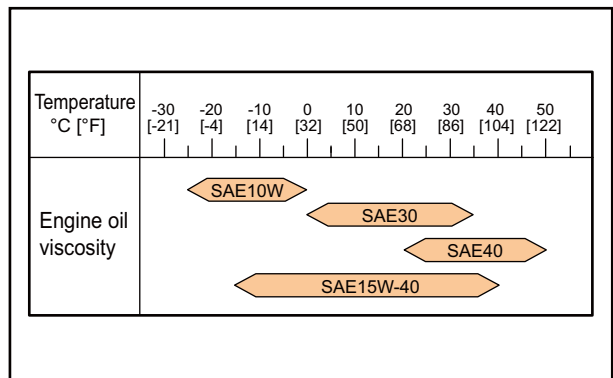 Temperature
°C [°F]
-30 -20 -10 0 10 20 30 40 50
[-21] [-4] [14] [32] [50] [68] [86] [104] [122]
Engine oil
viscosity
SAE10W
SAE30
SAE40
SAE15W-40